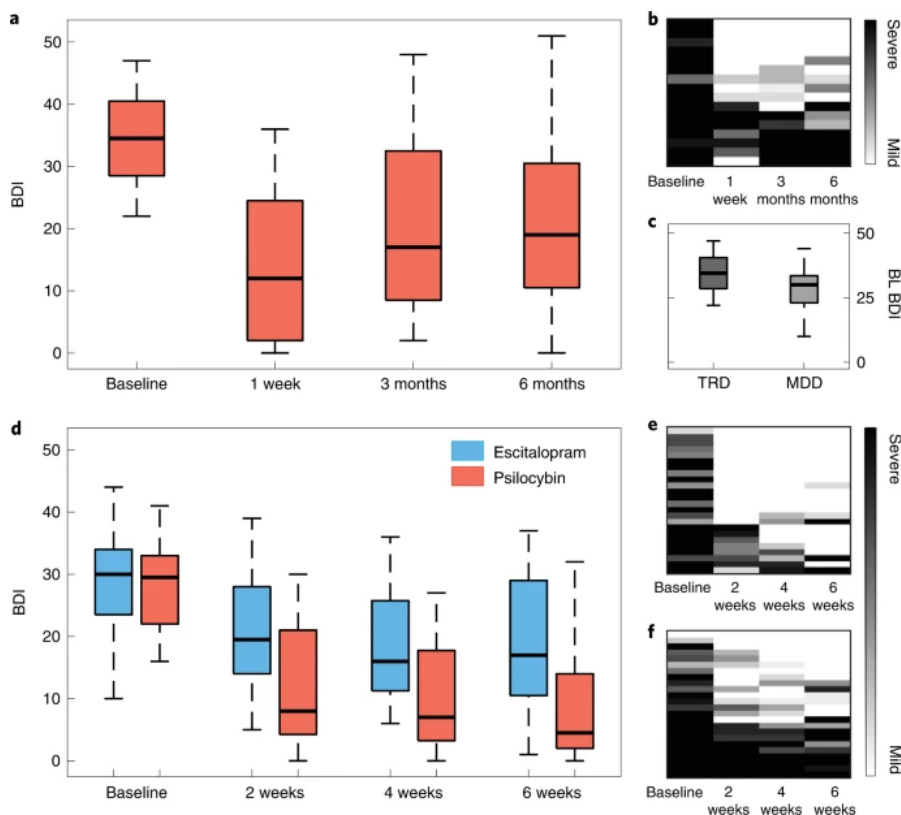 a
50
40
30
20
10
0
BDI
Baseline
1 week
3 months
6 months
b
Severe
Mild
Baseline
1
week
3
months
6
months
c
50
25
0
BL BDI
TRD
MDD
d
50
40
30
20
10
0
BDI
Escitalopram
Psilocybin
Baseline
2 weeks
4 weeks
6 weeks
e
Severe
Mild
Baseline
2
weeks
4
weeks
6
weeks
f
Baseline
2
weeks
4
weeks
6
weeks